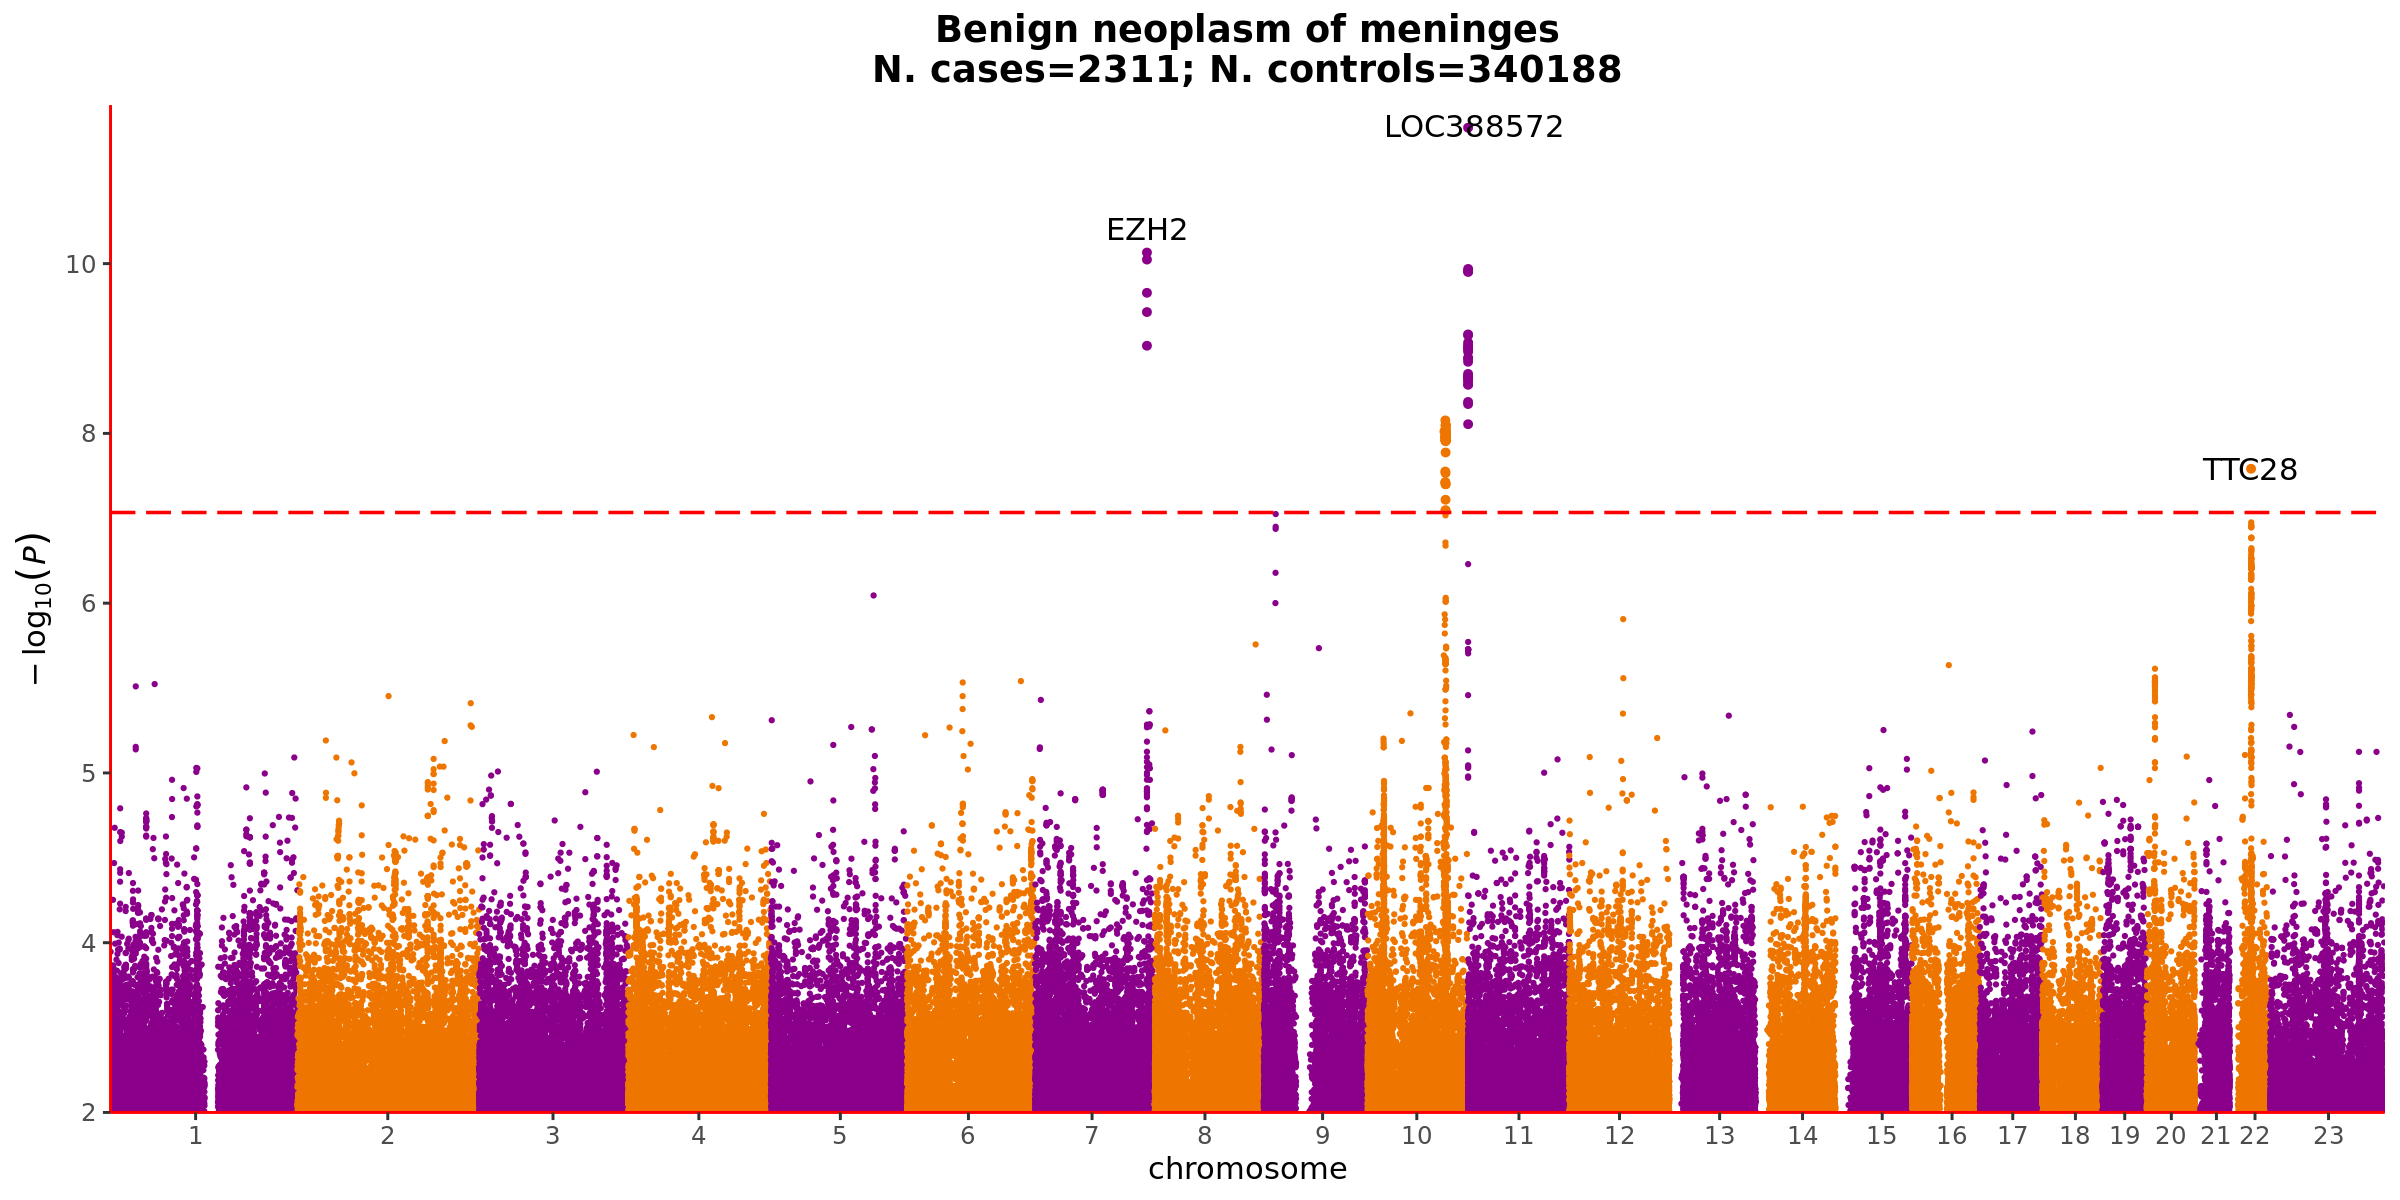 Benign neoplasm of meninges
N. cases=2311; N. controls=340188
LOC388572
EZH2
TTC28
10
8
6
5
4
2
−log10(P)
1 2 3 4 5 6 7 8 9 10 11 12 13 14 15 16 17 18 19 20 21 22 23
chromosome